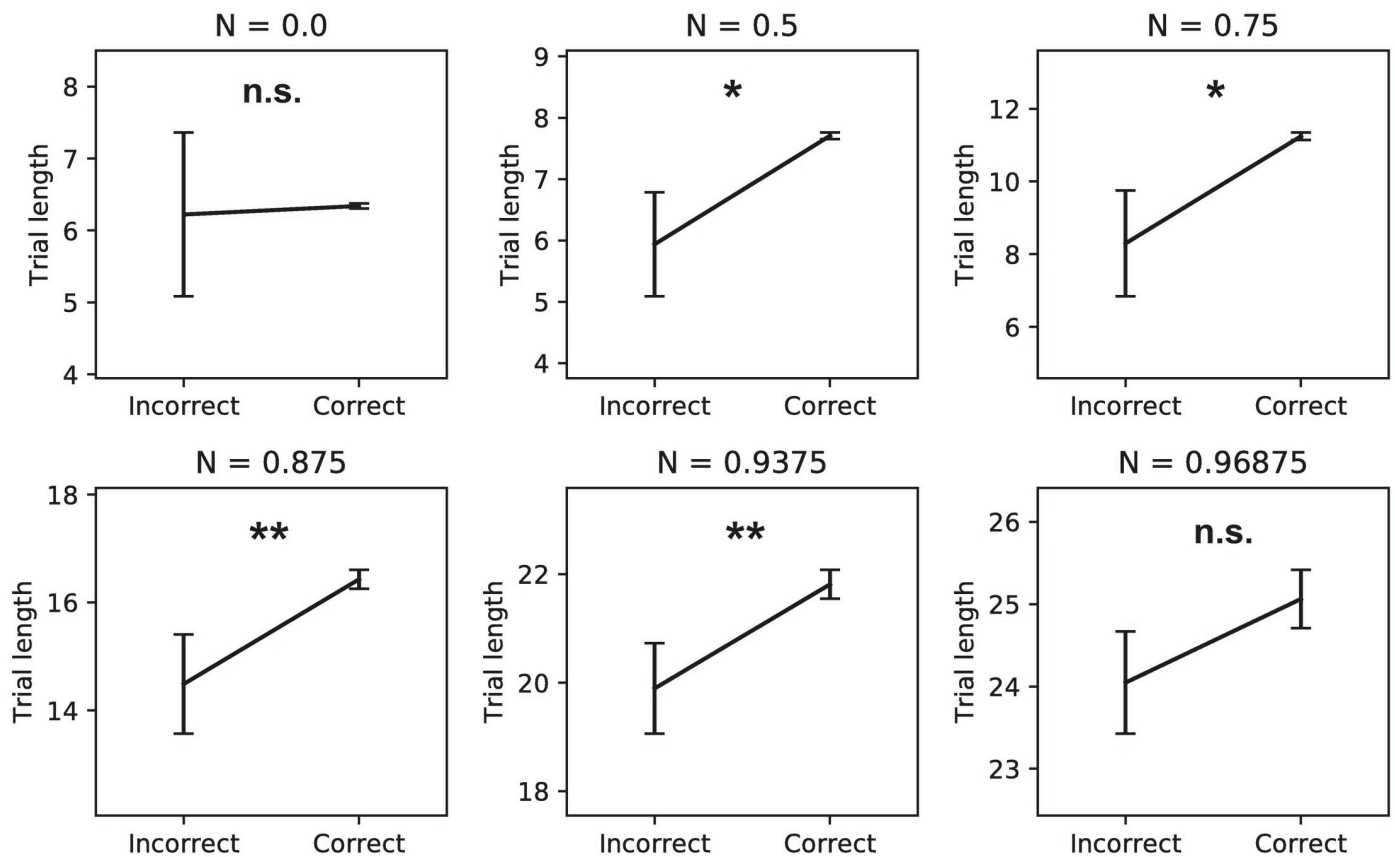 N = 0.0
n.s.
8
7
6
5
4
Trial length
Incorrect Correct
N = 0.5
*
9
8
7
6
5
4
Trial length
Incorrect Correct
N = 0.75
*
12
10
8
6
Trial length
Incorrect Correct
N = 0.875
**
18
16
14
Trial length
Incorrect Correct
N = 0.9375
**
22
20
18
Trial length
Incorrect Correct
N = 0.96875
n.s.
26
25
24
23
Trial length
Incorrect Correct